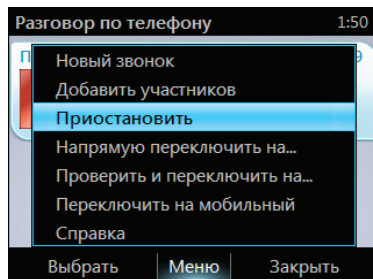 Разговор по телефону 1:50
П 9
Новый звонок
Добавить участников
Приостановить
Напрямую переключить на...
Проверить и переключить на...
Переключить на мобильный
Справка
Выбрать Меню Закрыть